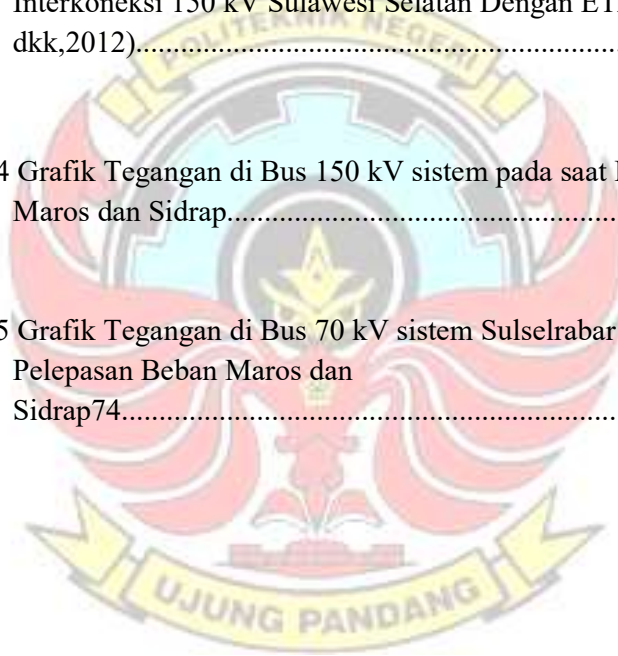 Interkoneksi 150 kV Sulawesi Selatan Dengan
dkk,2012)......................................................................
POLITEKNIK NEGERI
4 Grafik Tegangan di Bus 150 kV sistem pada saat
Maros dan Sidrap..........................................................
5 Grafik Tegangan di Bus 70 kV sistem Sulselrabar
Pelepasan Beban Maros dan
Sidrap74........................................................................
UJUNG PANDANG